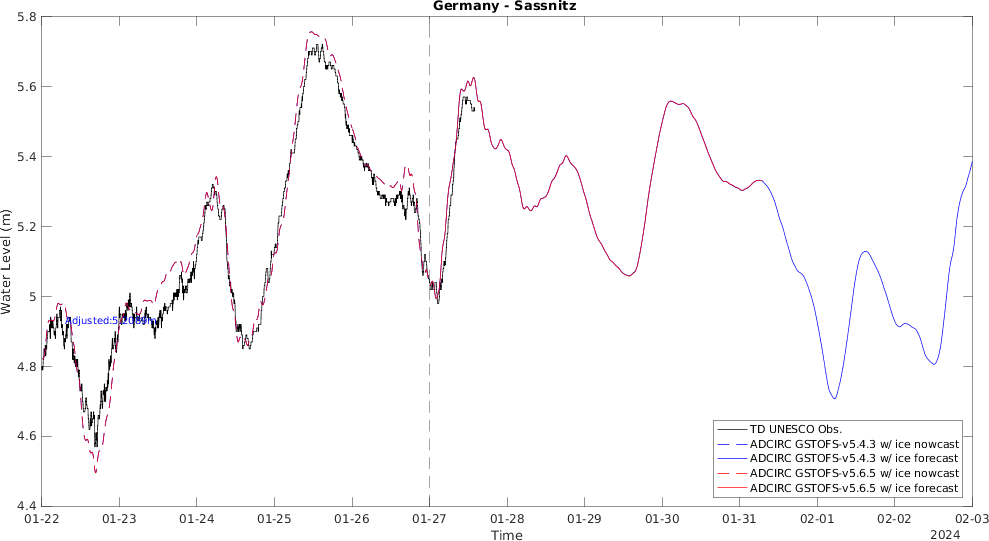 Germany - Sassnitz
Water Level (m)
5.8
5.6
5.4
5.2
5
4.8
4.6
4.4
TD UNESCO Obs.
ADCIRC GSTOFS-v5.4.3 w/ ice nowcast
ADCIRC GSTOFS-v5.4.3 w/ ice forecast
ADCIRC GSTOFS-v5.6.5 w/ ice nowcast
ADCIRC GSTOFS-v5.6.5 w/ ice forecast
01-22 01-23 01-24 01-25 01-26 01-27 01-28 01-29 01-30 01-31 02-01 02-02 02-03
Time
2024